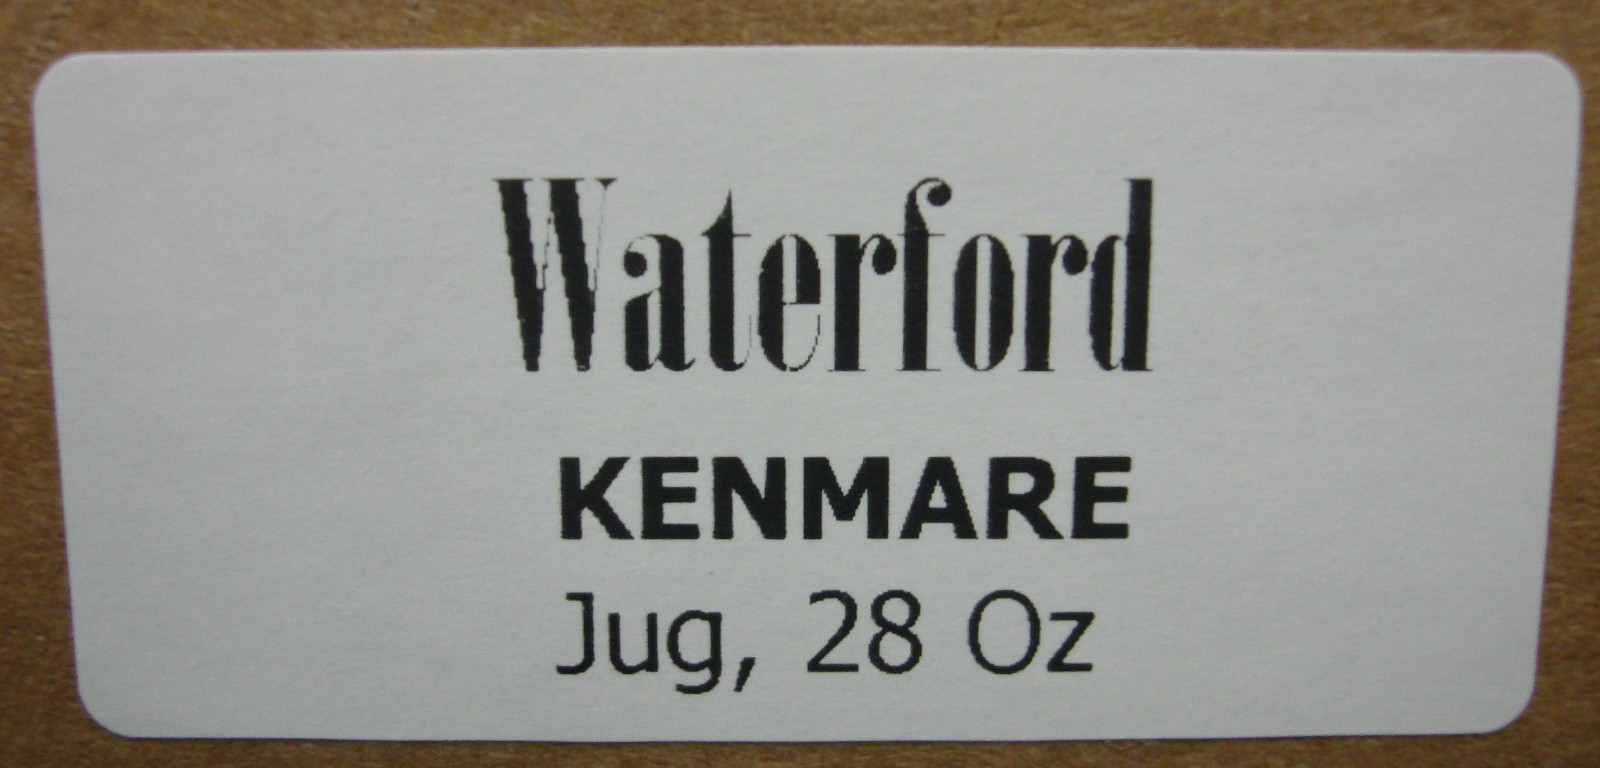 Waterford
KENMARE
Jug, 28 Oz